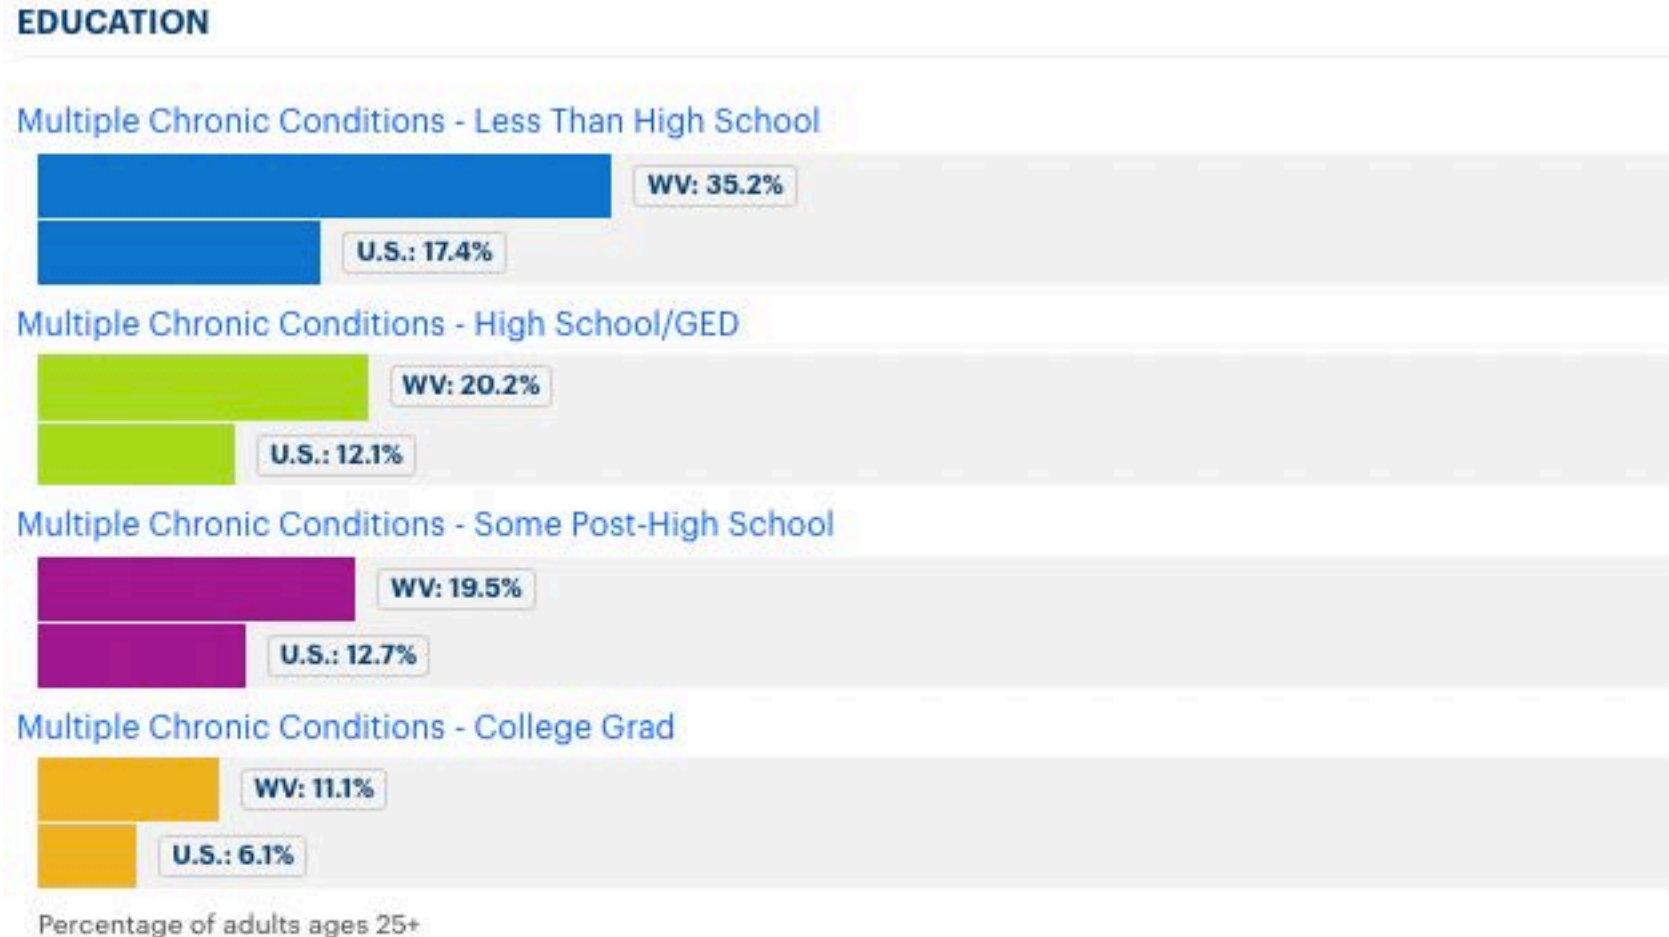 EDUCATION
Multiple Chronic Conditions - Less Than High School
WV: 35.2%
U.S.: 17.4%
Multiple Chronic Conditions - High School/GED
WV: 20.2%
U.S.: 12.1%
Multiple Chronic Conditions - Some Post-High School
WV: 19.5%
U.S.: 12.7%
Multiple Chronic Conditions - College Grad
WV: 11.1%
U.S.: 6.1%
Percentage of adults ages 25+